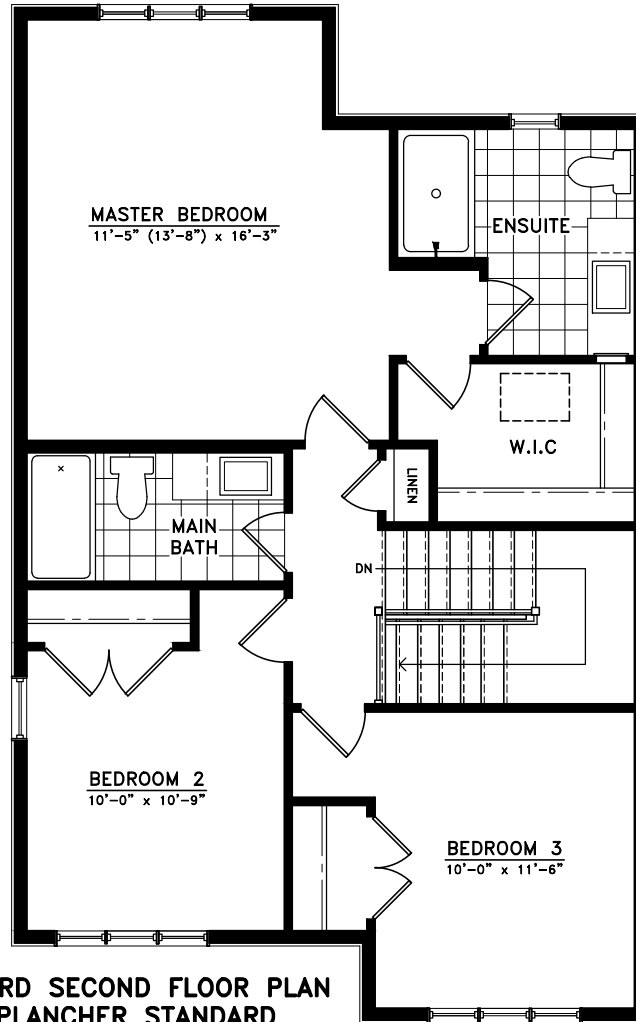 MASTER BEDROOM
11'-5" (13'-8") x 16'-3"
ENSUITE
W.I.C
LINEN
MAIN
BATH
DN
BEDROOM 2
10'-0" x 10'-9"
BEDROOM 3
10'-0" x 11'-6"
RD SECOND FLOOR PLAN
PLANCHER STANDARD